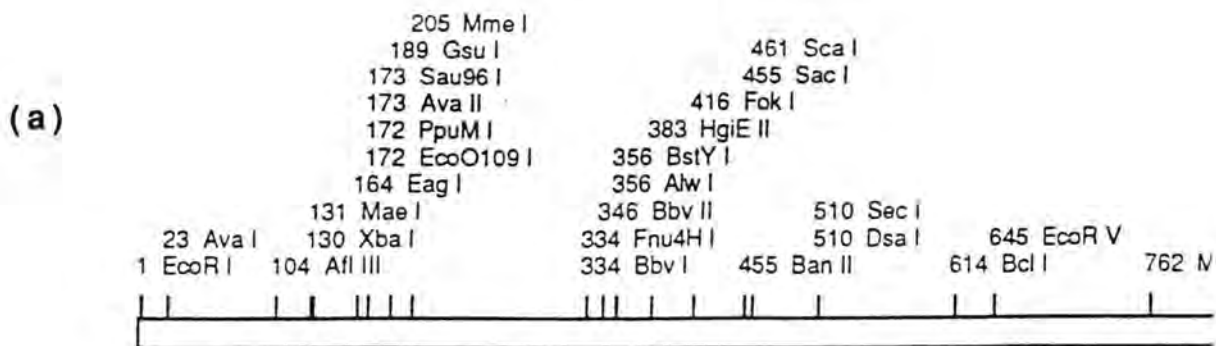 205 Mme I
189 Gsu I 461 Sca I
173 Sau96 I 455 Sac I
(a) 173 Ava II 416 Fok I
172 PpuM I 383 HgiE II
172 EcoO109 I 356 BstY I
164 Eag I 356 Alw I
131 Mae I 346 Bbv II 510 Sec I
23 Ava I 130 Xba I 334 Fnu4H I 510 Dsa I 645 EcoR V
1 EcoR I 104 Afl III 334 Bbv I 455 Ban II 614 Bcl I 762 M